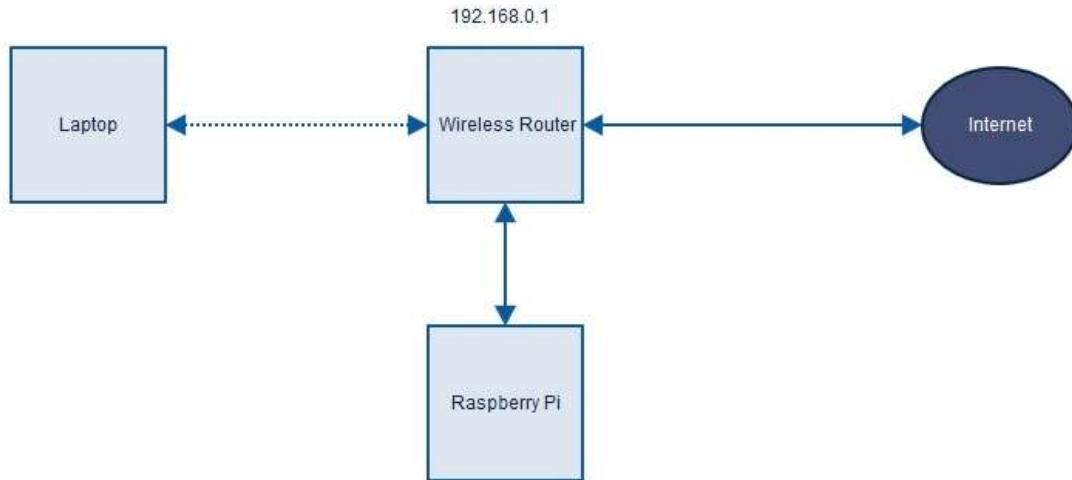 192.168.0.1
Laptop
Wireless Router
Internet
Raspberry Pi